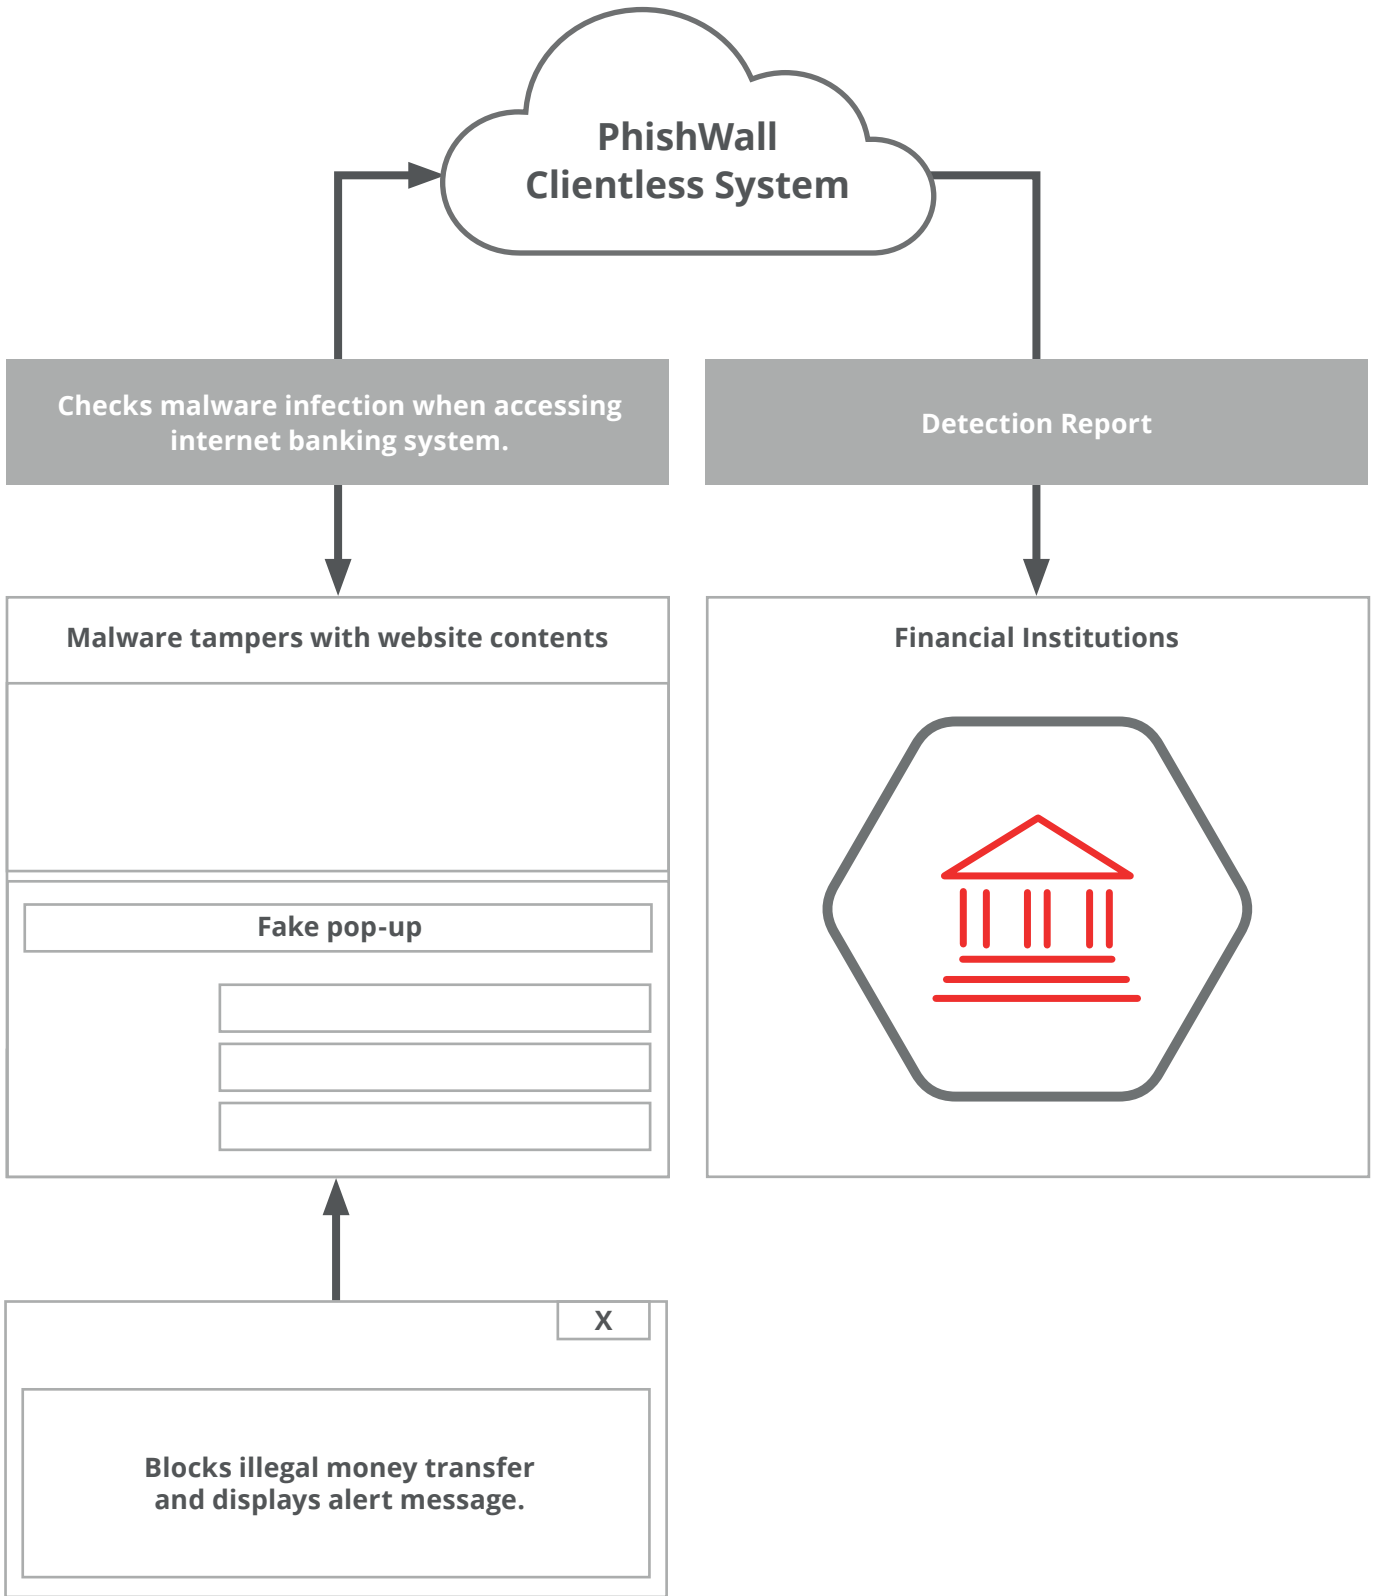 PhishWall
Clientless System
Checks malware infection when accessing
internet banking system.
Detection Report
Malware tampers with website contents
Financial Institutions
Fake pop-up
X
Blocks illegal money transfer
and displays alert message.